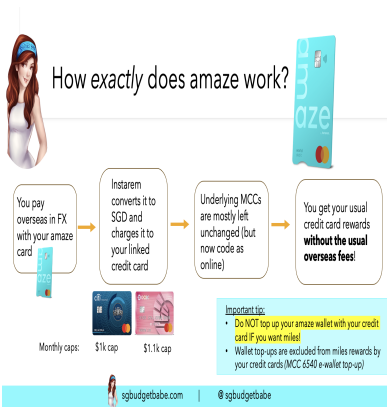 How exactly does amaze work?
amaze
You pay
overseas in FX
with your amaze
card
Instarem
converts it to
SGD and
charges it to
your linked
credit card
Underlying MCCs
are mostly left
unchanged (but
now code as
online)
You get your usual
credit card rewards
without the usual
overseas fees!
Monthly caps:
citi
$1k cap
$1.1k cap
Important tip:
• Do NOT top up your amaze wallet with your credit
card IF you want miles!
• Wallet top-ups are excluded from miles rewards by
your credit cards (MCC 6540 e-wallet top-up)
sgbudgetbabe.com | @sgbudgetbabe